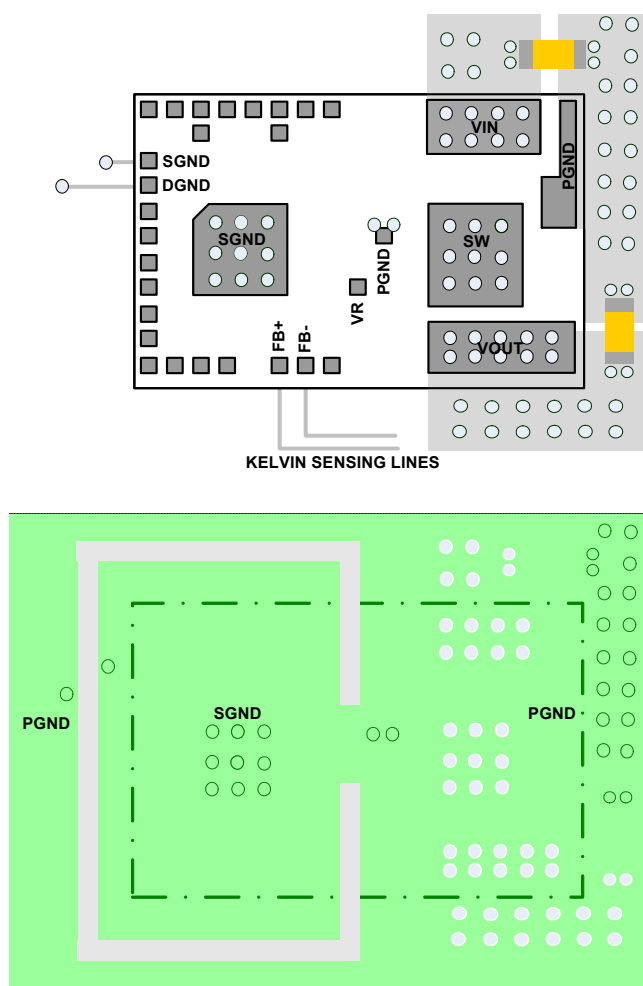 VIN
PGND
SGND
DGND
SGND
SW
PGND
VR
FB+
FB-
VOUT
KELVIN SENSING LINES
SGND
PGND
PGND